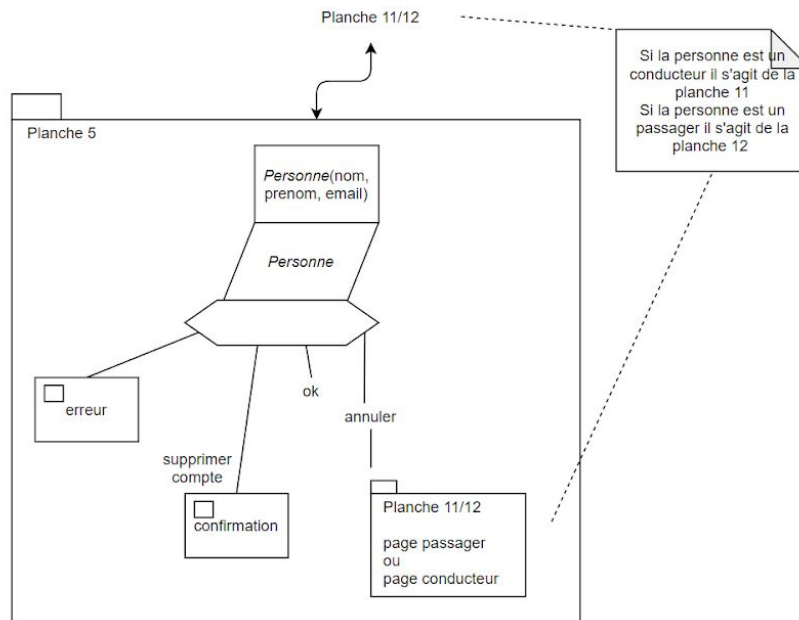 Planche 11/12
Si la personne est un
conducteur il s'agit de la
planche 11
Si la personne est un
passager il s'agit de la
planche 12
Planche 5
Personne(nom,
prenom, email)
Personne
erreur
ok
annuler
supprimer
compte
confirmation
Planche 11/12
page passager
ou
page conducteur